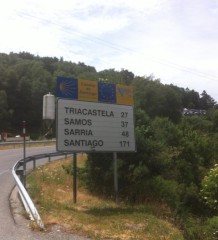 TRIACASTELA 27
SAMOS 37
SARRIA 48
SANTIAGO 171